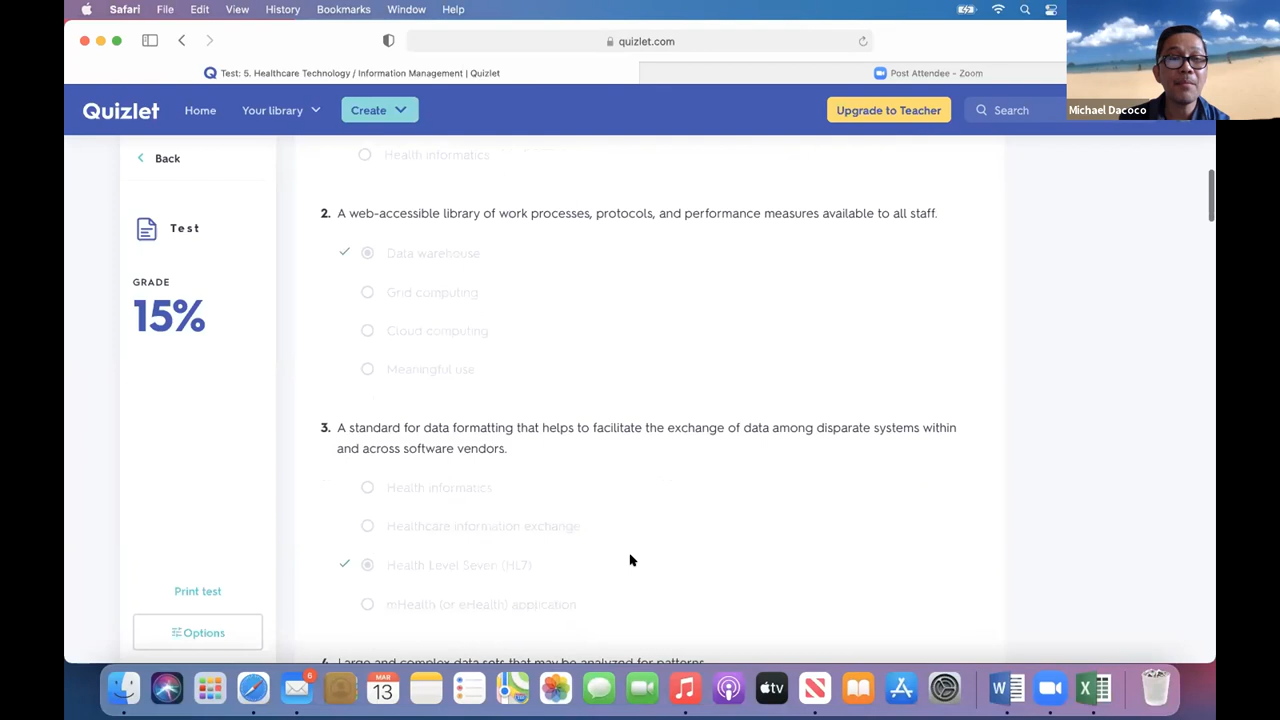 Safari File Edit View History Bookmarks Window Help
quizlet.com
Test: 5. Healthcare Technology / Information Management | Quizlet
Post Attendee - Zoom
Michael Dacoco
Quizlet Home Your library Create Upgrade to Teacher Search
Back
Test
GRADE
15%
Print test
Options
Health informatics
2. A web-accessible library of work processes, protocols, and performance measures available to all staff.
Data warehouse
Grid computing
Cloud computing
Meaningful use
3. A standard for data formatting that helps to facilitate the exchange of data among disparate systems within
and across software vendors.
Health informatics
Healthcare information exchange
Health Level Seven (HL7)
mHealth (or eHealth) application
4. Large and complex data sets that may be analyzed for patterns
6
MAR
13
tv
W
X